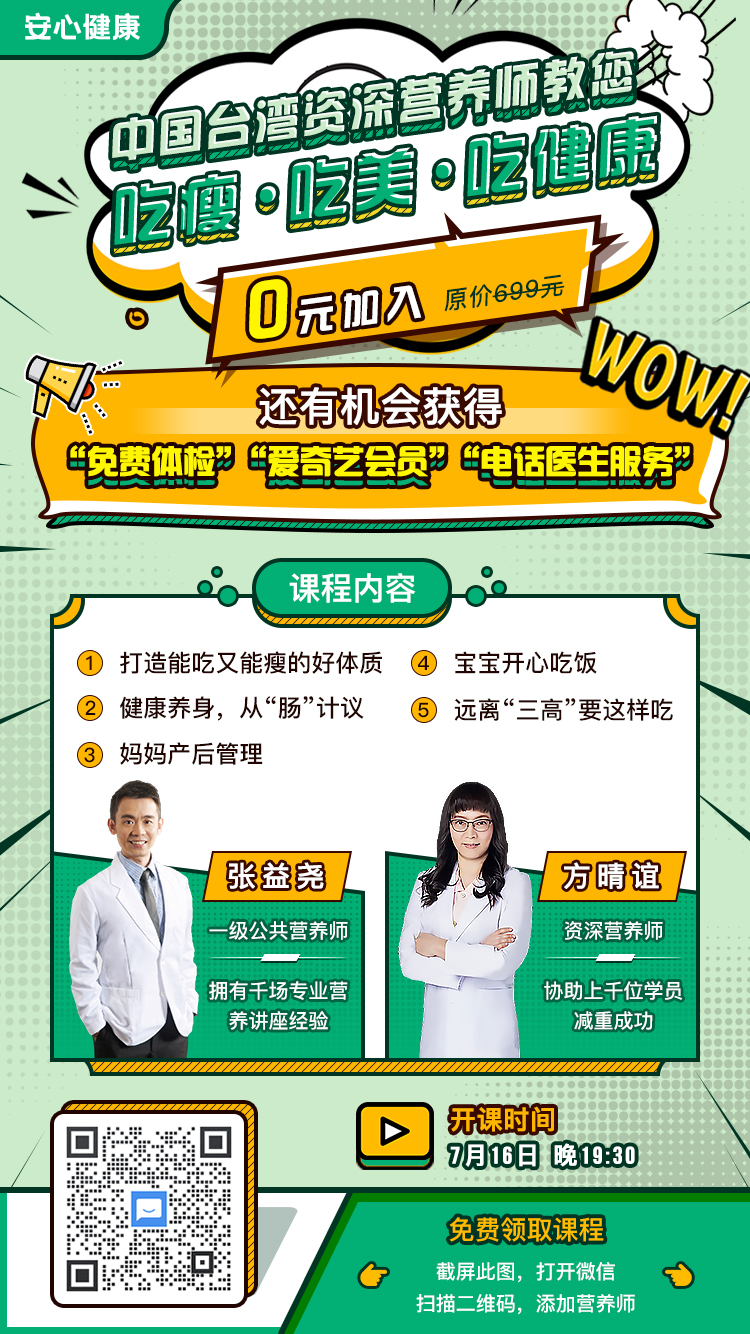 安心健康
中国台湾资深营养师教您
吃瘦·吃美·吃健康
0元加入 原价699元
WOW!
还有机会获得
“免费体检”“爱奇艺会员”“电话医生服务”
课程内容
1 打造能吃又能瘦的好体质
2 健康养身，从“肠”计议
3 妈妈产后管理
4 宝宝开心吃饭
5 远离“三高”要这样吃
张益尧
一级公共营养师
拥有千场专业营
养讲座经验
方晴谊
资深营养师
协助上千位学员
减重成功
开课时间
7月16日 晚19:30
免费领取课程
截屏此图，打开微信
扫描二维码，添加营养师